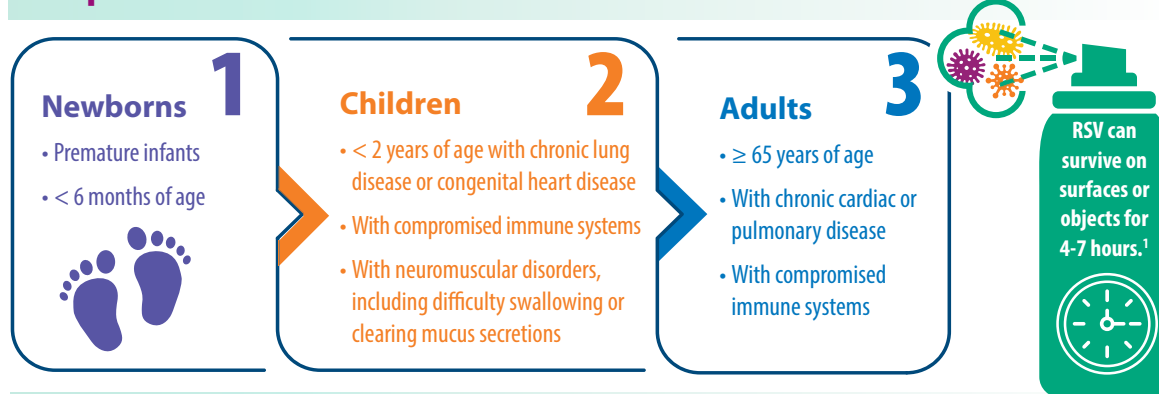 1
Newborns
• Premature infants
• < 6 months of age
2
Children
• < 2 years of age with chronic lung
disease or congenital heart disease
• With compromised immune systems
• With neuromuscular disorders,
including difficulty swallowing or
clearing mucus secretions
3
Adults
• ≥ 65 years of age
• With chronic cardiac or
pulmonary disease
• With compromised
immune systems
RSV can
survive on
surfaces or
objects for
4-7 hours.¹